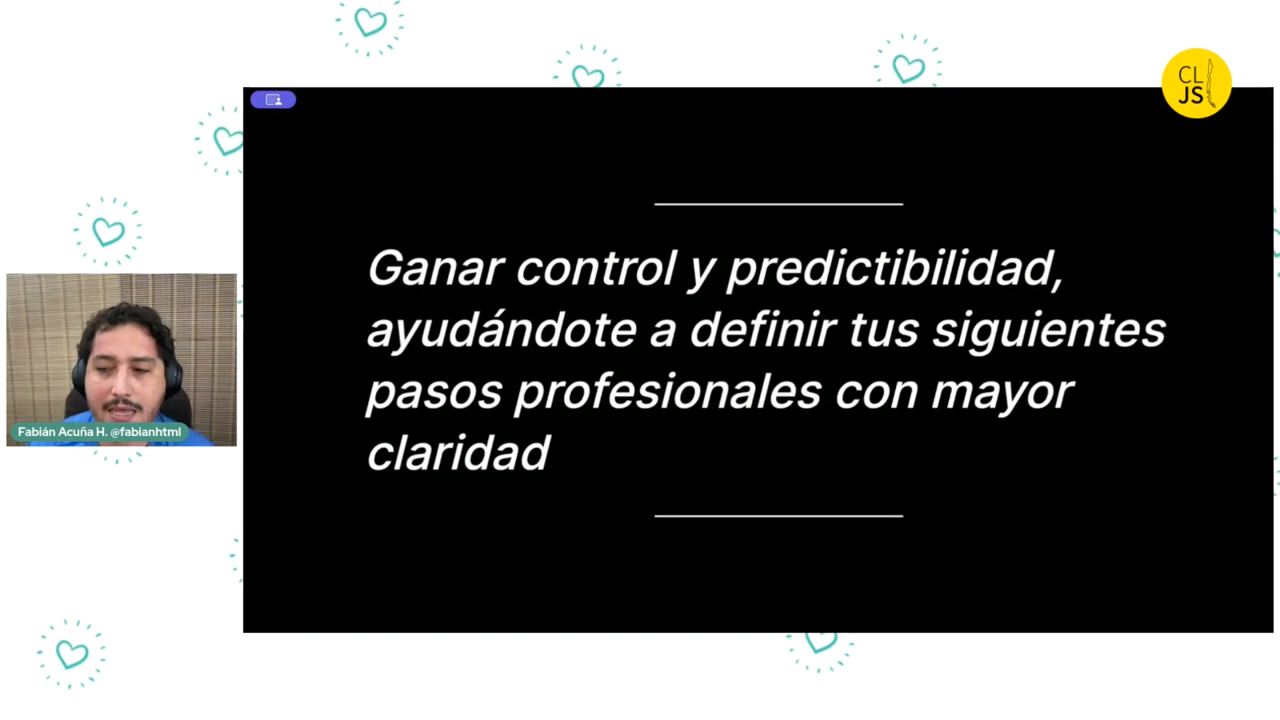 CL
JS
Ganar control y predictibilidad,
ayudándote a definir tus siguientes
pasos profesionales con mayor
claridad
Fabián Acuña H. @fabianhtml